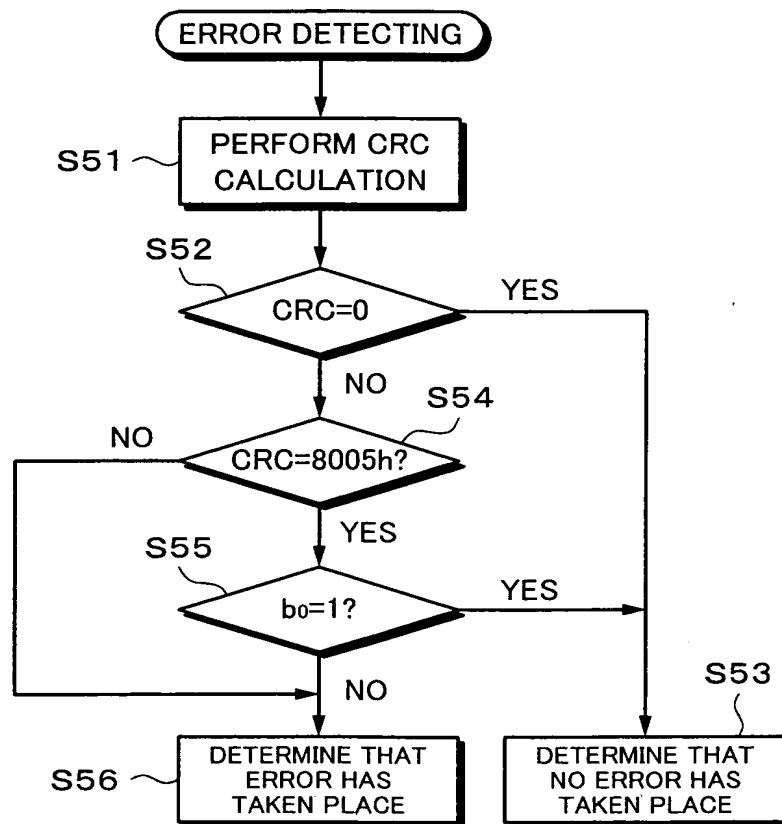 ERROR DETECTING
S51
PERFORM CRC
CALCULATION
S52
CRC=0
YES
NO
S54
NO
CRC=8005h?
YES
S55
b₀=1?
YES
NO
S53
S56
DETERMINE THAT
ERROR HAS
TAKEN PLACE
DETERMINE THAT
NO ERROR HAS
TAKEN PLACE